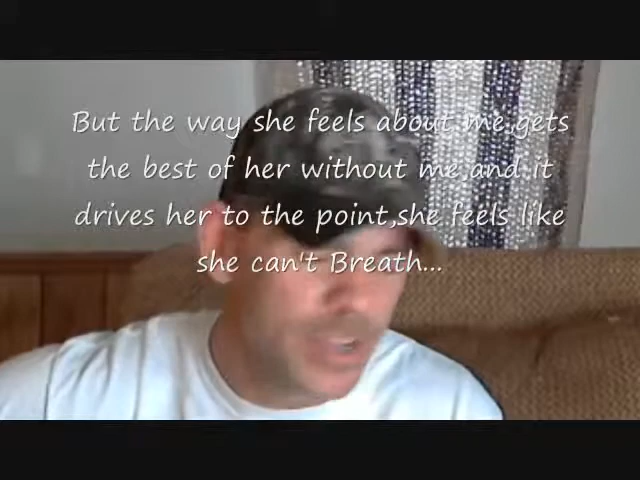 But the way she feels about me,gets
the best of her without me,and it
drives her to the point,she feels like
she can't Breath...